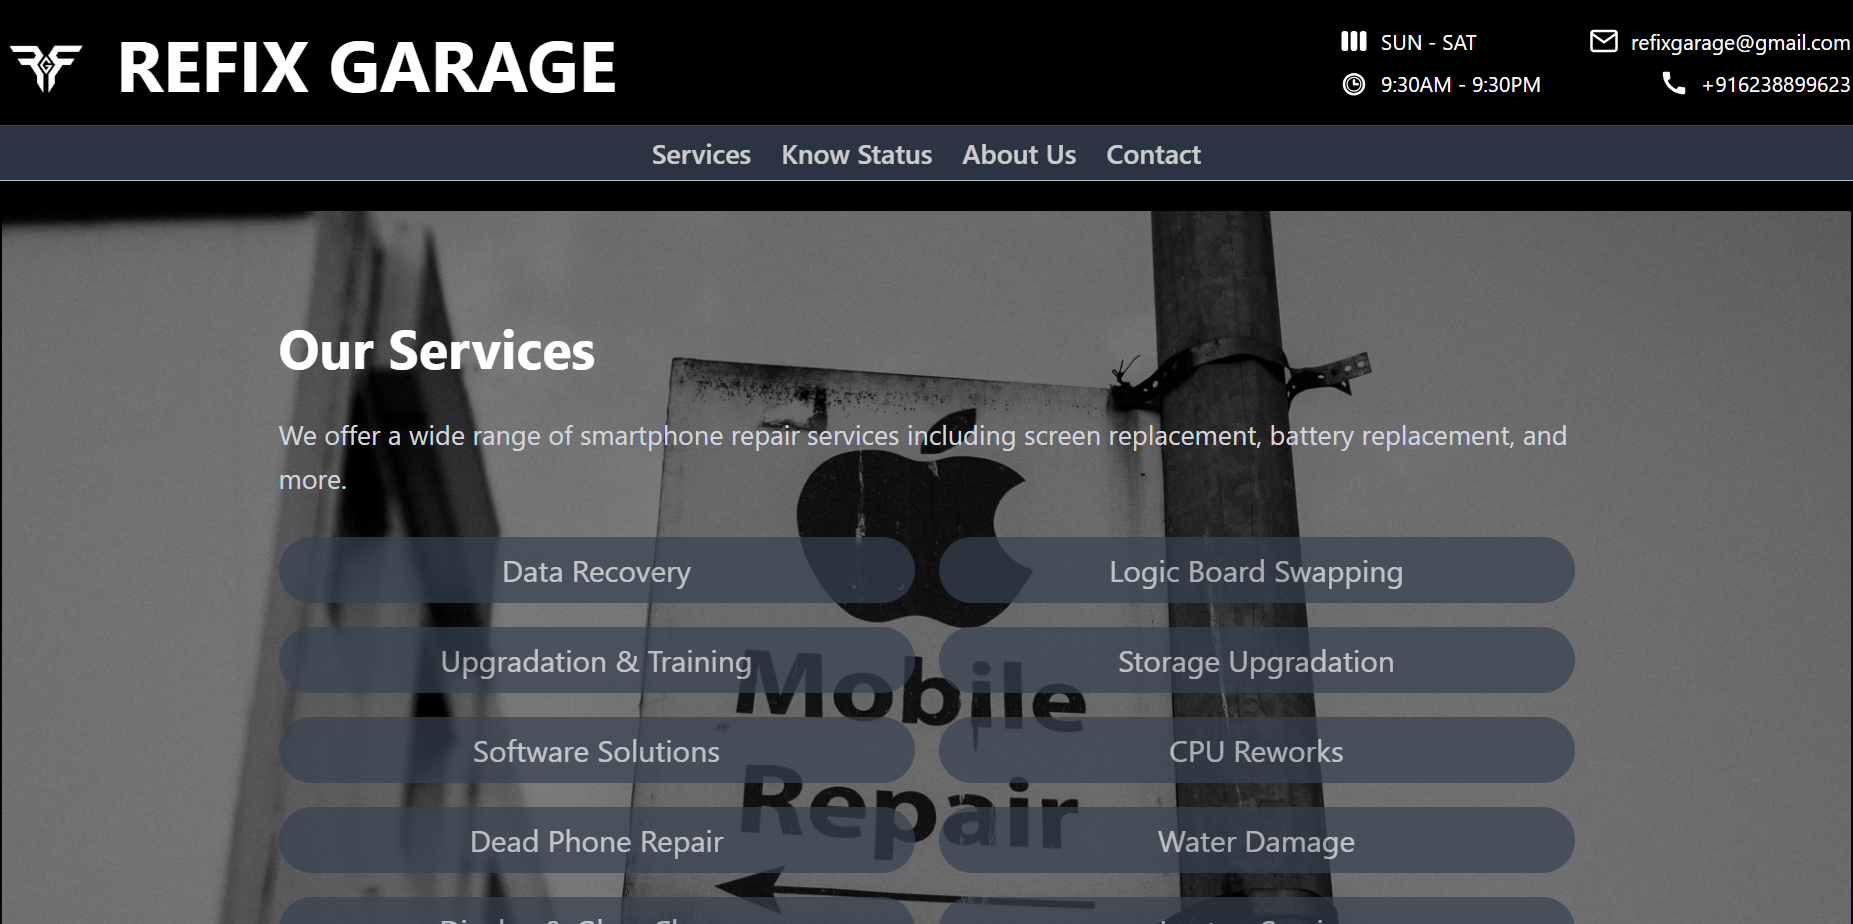 REFIX GARAGE
SUN - SAT
9:30AM - 9:30PM
refixgarage@gmail.com
+916238899623
Services Know Status About Us Contact
Our Services
We offer a wide range of smartphone repair services including screen replacement, battery replacement, and
more.
Data Recovery
Logic Board Swapping
Upgradation & Training
Storage Upgradation
Software Solutions
CPU Reworks
Dead Phone Repair
Water Damage
Mobile
Repair